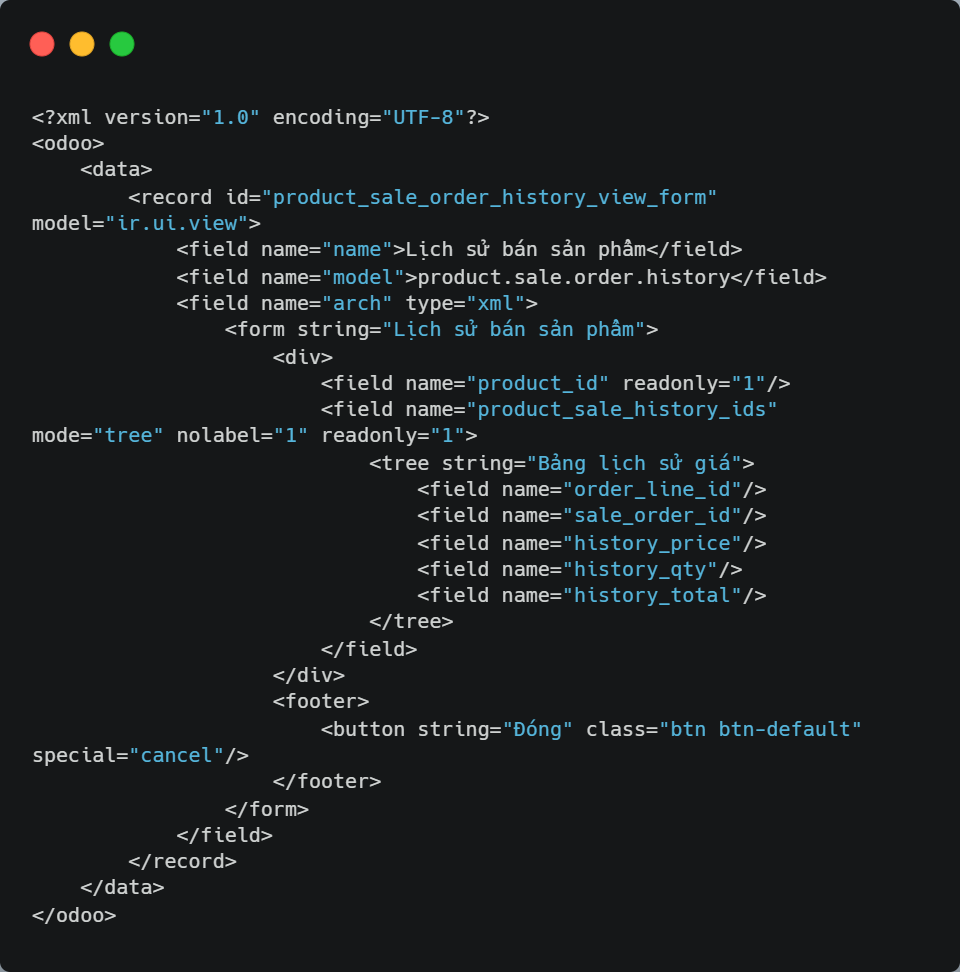 <?xml version="1.0" encoding="UTF-8"?>
<odoo>
    <data>
        <record id="product_sale_order_history_view_form"
model="ir.ui.view">
            <field name="name">Lịch sử bán sản phẩm</field>
            <field name="model">product.sale.order.history</field>
            <field name="arch" type="xml">
                <form string="Lịch sử bán sản phẩm">
                    <div>
                        <field name="product_id" readonly="1"/>
                        <field name="product_sale_history_ids"
mode="tree" nolabel="1" readonly="1">
                            <tree string="Bảng lịch sử giá">
                                <field name="order_line_id"/>
                                <field name="sale_order_id"/>
                                <field name="history_price"/>
                                <field name="history_qty"/>
                                <field name="history_total"/>
                            </tree>
                        </field>
                    </div>
                    <footer>
                        <button string="Đóng" class="btn btn-default"
special="cancel"/>
                    </footer>
                </form>
            </field>
        </record>
    </data>
</odoo>